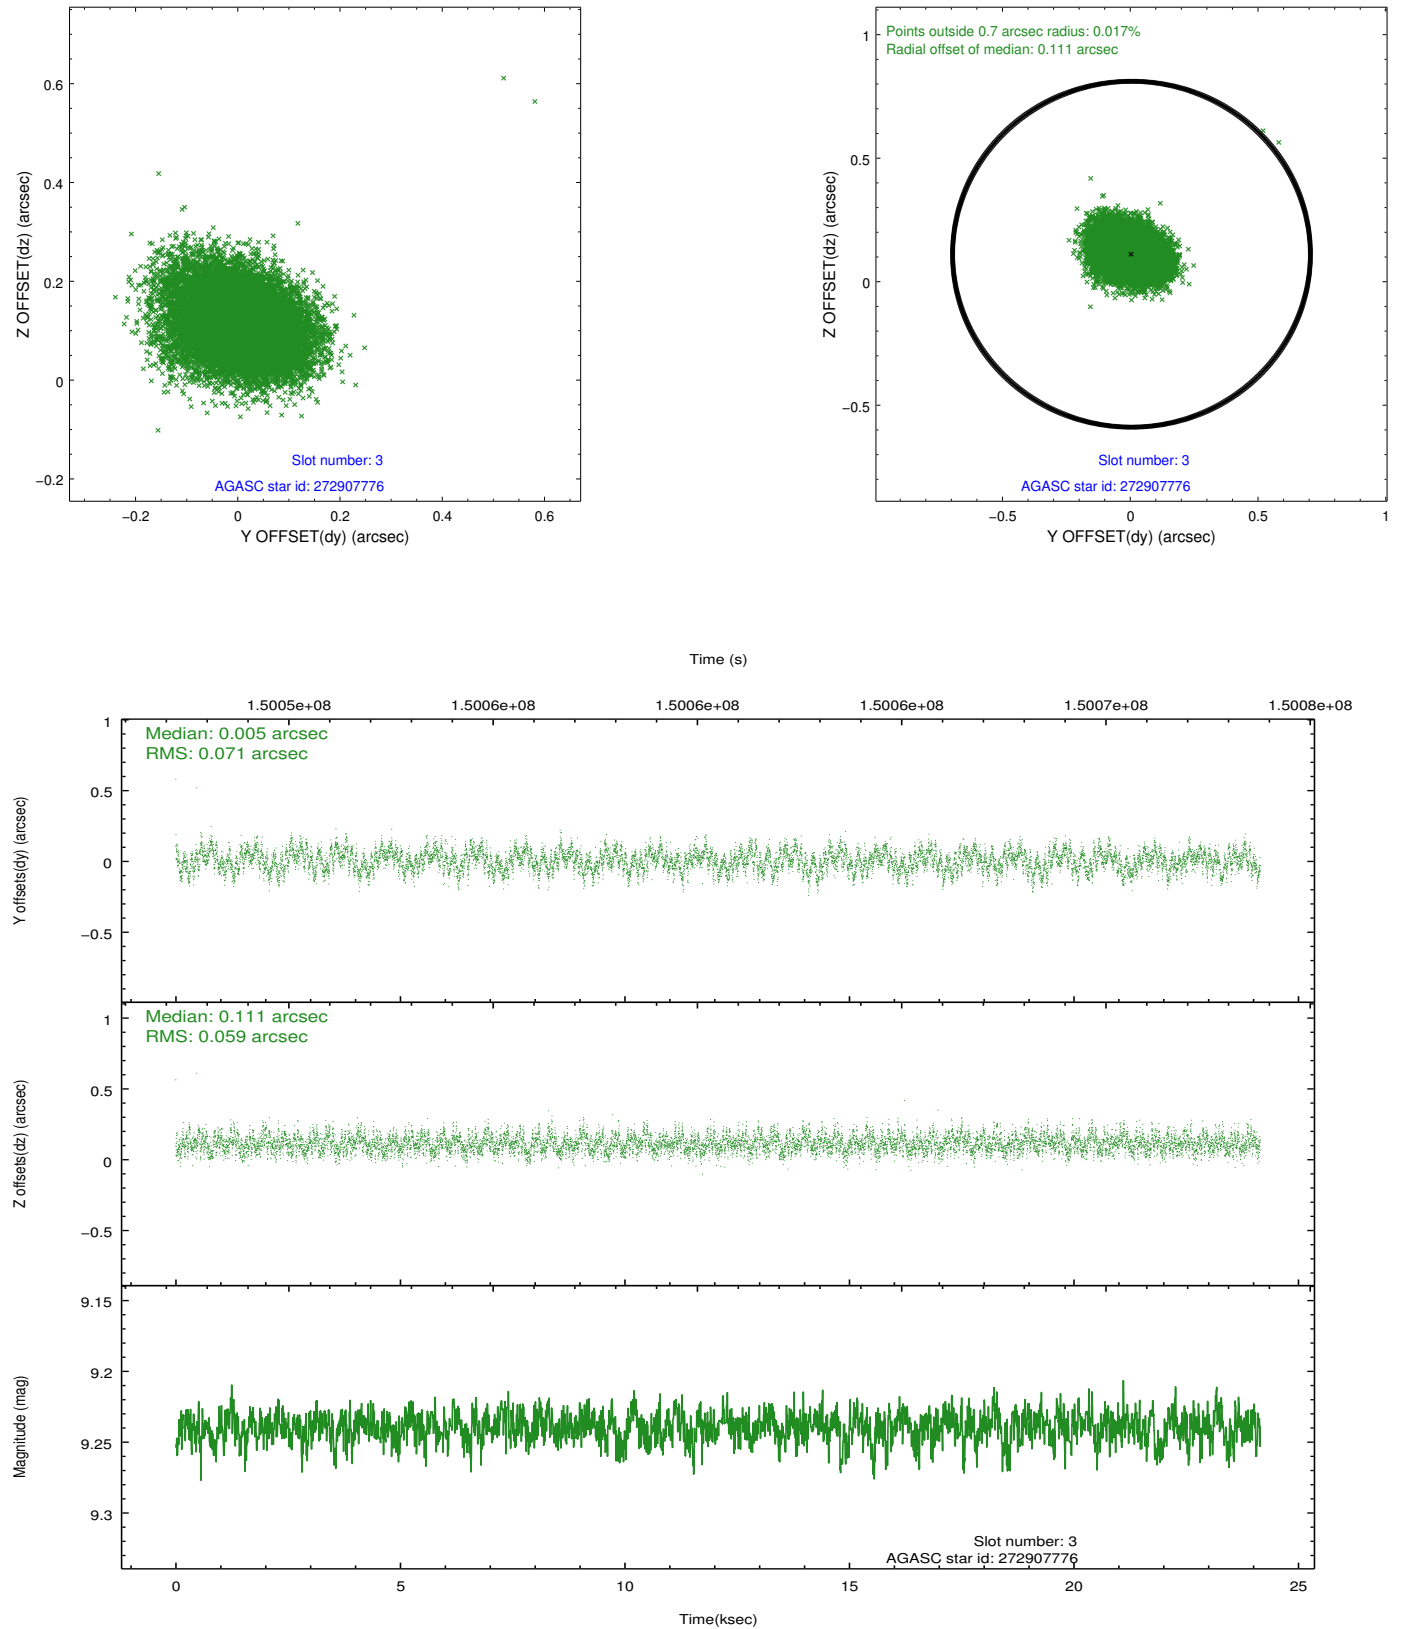 0.6
0.4
0.2
0
−0.2
Z OFFSET(dz) (arcsec)
Slot number: 3
AGASC star id: 272907776
−0.2 0 0.2 0.4 0.6
Y OFFSET(dy) (arcsec)
Points outside 0.7 arcsec radius: 0.017%
Radial offset of median: 0.111 arcsec
1
0.5
0
−0.5
Z OFFSET(dz) (arcsec)
Slot number: 3
AGASC star id: 272907776
−0.5 0 0.5 1
Y OFFSET(dy) (arcsec)
Time (s)
1.5005e+08 1.5006e+08 1.5006e+08 1.5006e+08 1.5007e+08 1.5008e+08
Median: 0.005 arcsec
RMS: 0.071 arcsec
1
0.5
0
−0.5
Y offsets(dy) (arcsec)
Median: 0.111 arcsec
RMS: 0.059 arcsec
1
0.5
0
−0.5
Z offsets(dz) (arcsec)
9.15
9.2
9.25
9.3
Magnitude (mag)
Slot number: 3
AGASC star id: 272907776
0 5 10 15 20 25
Time(ksec)